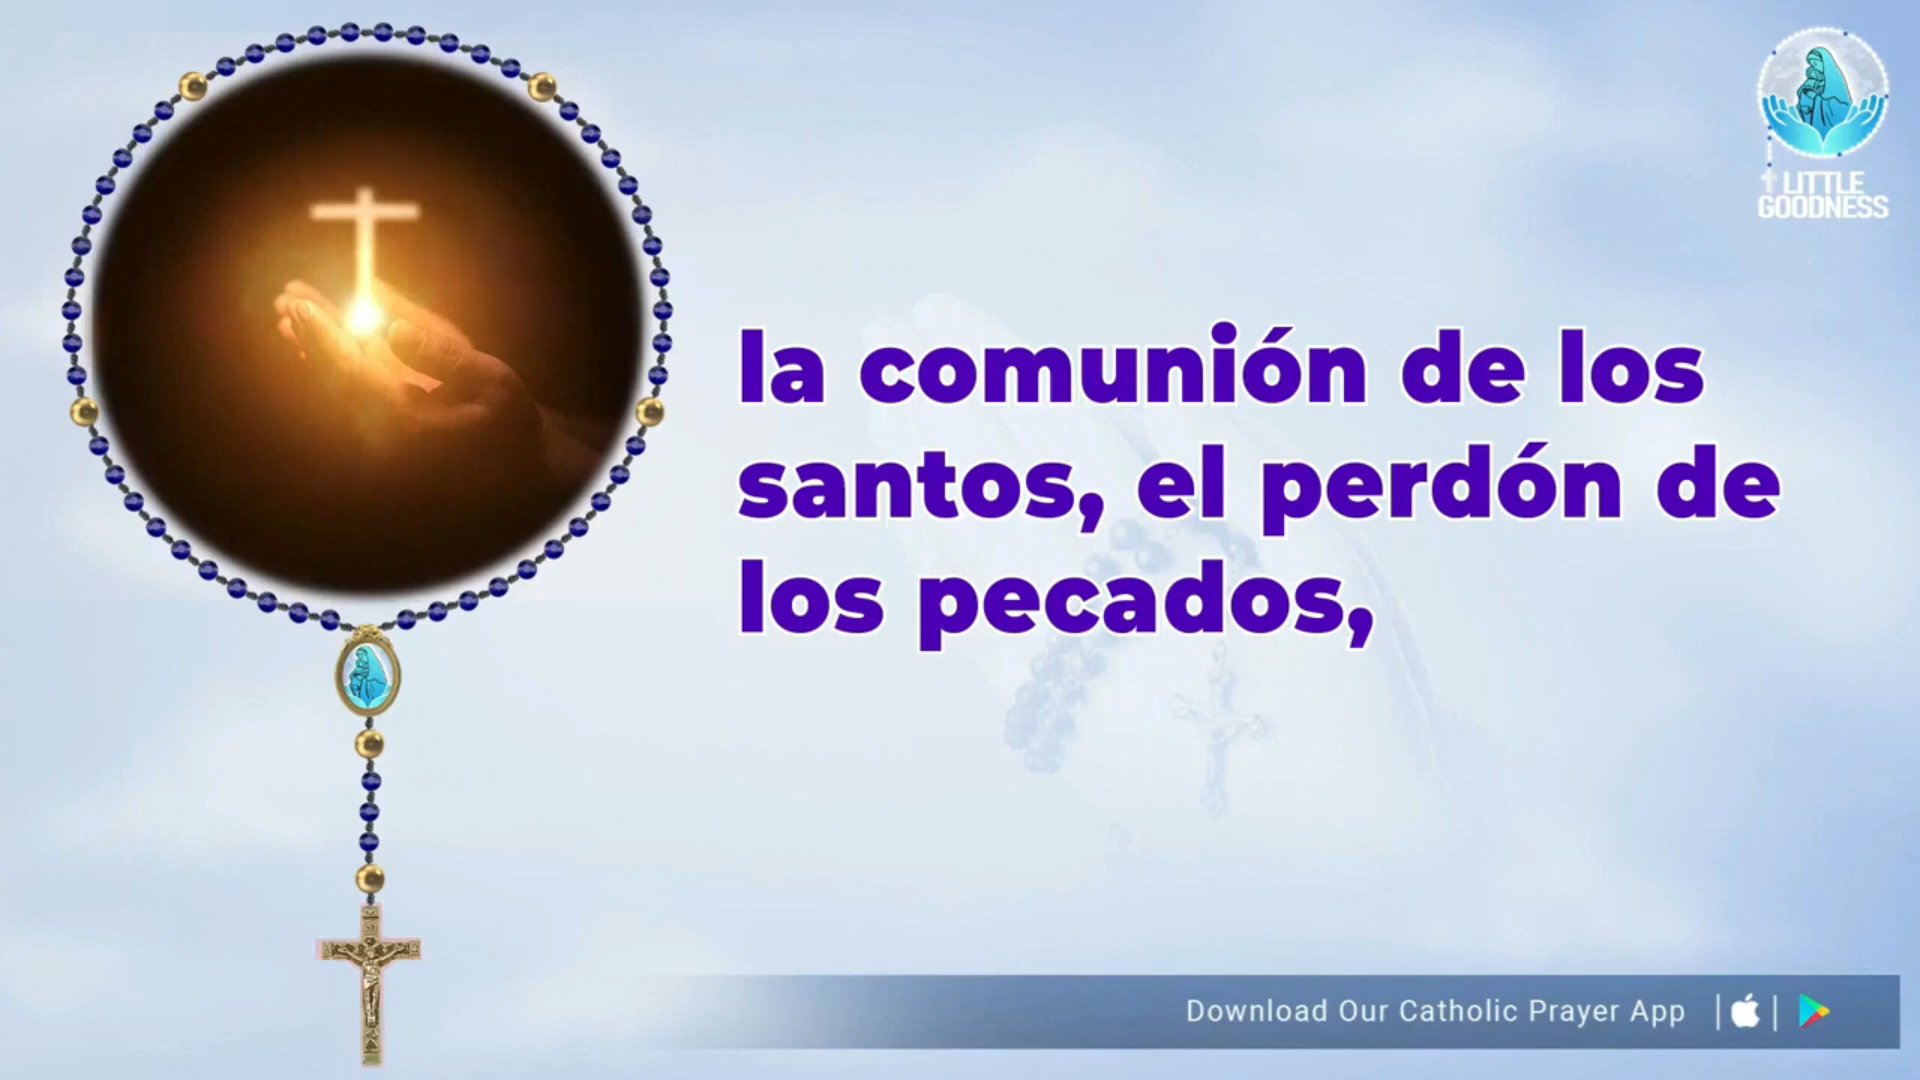 LITTLE
GOODNESS
la comunión de los
santos, el perdón de
los pecados,
Download Our Catholic Prayer App